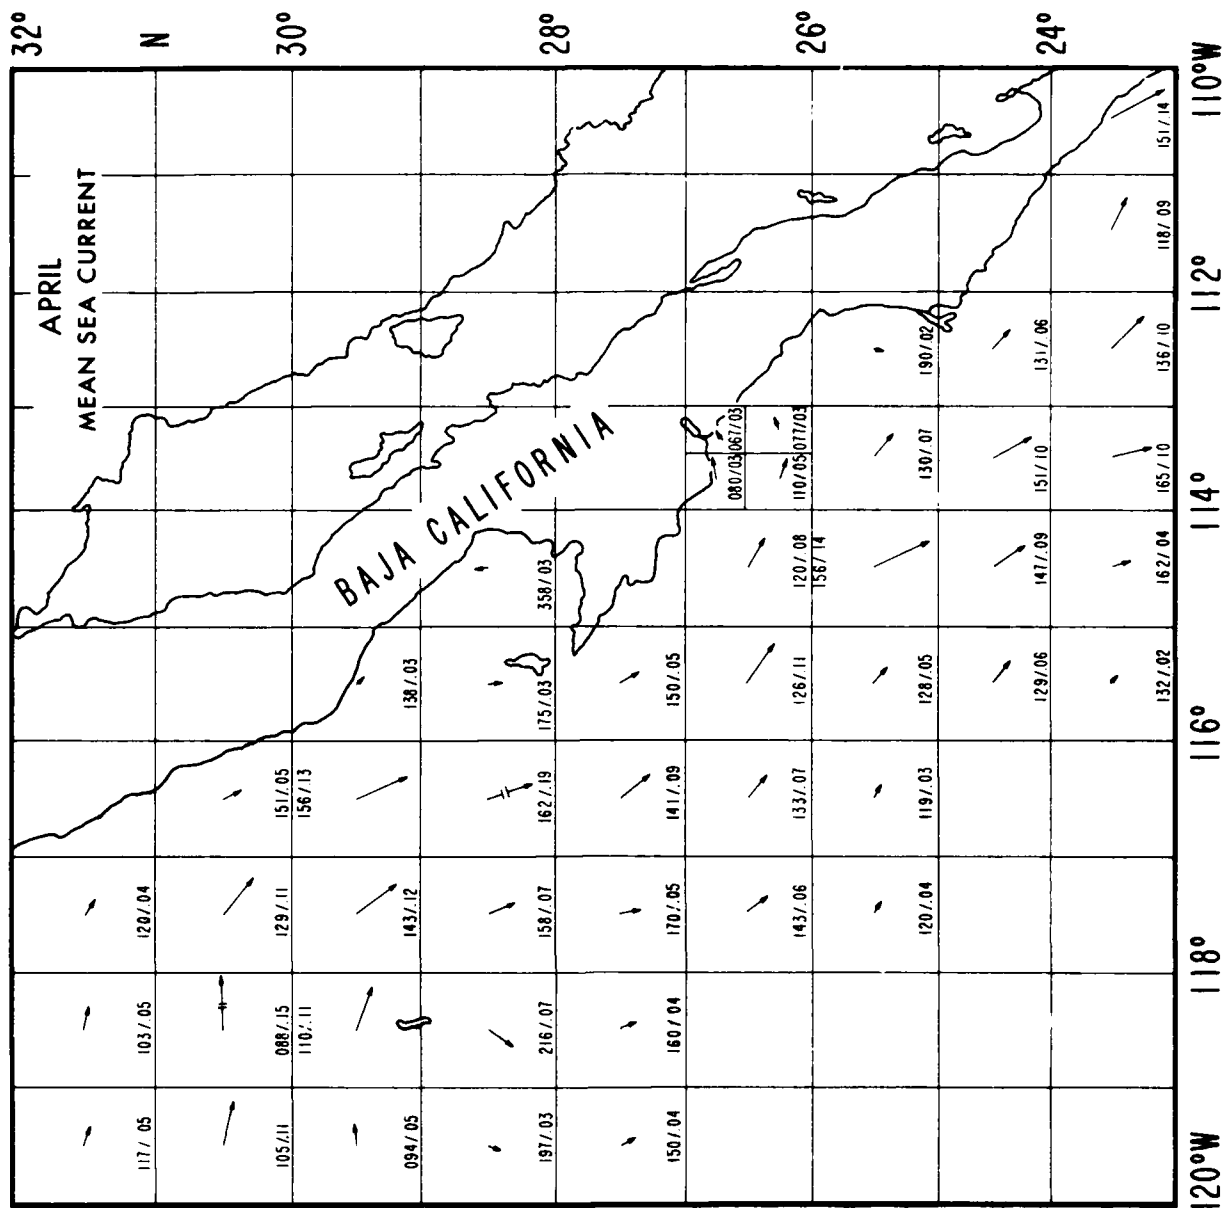 32°
APRIL
MEAN SEA CURRENT
117/.05 103/.05 120/.04
N
105/.11 088/.15 129/.11 151/.05
30°
110/.11 156/.13
094/.05 143/.12 138/.03
BAJA CALIFORNIA
197/.03 216/.07 158/.07 162/.19 175/.03 358/.03
28°
150/.04 160/.04 170/.05 141/.09 150/.05
080/.03 067/.03
143/.06 133/.07 126/.11 120/.08 110/.05 077/.03
26°
156/.14
120/.04 119/.03 128/.05 130/.07 190/.02
129/.06 147/.09 151/.10 131/.06
24°
132/.02 162/.04 165/.10 136/.10 118/.09 151/.14
120°W 118° 116° 114° 112° 110°W